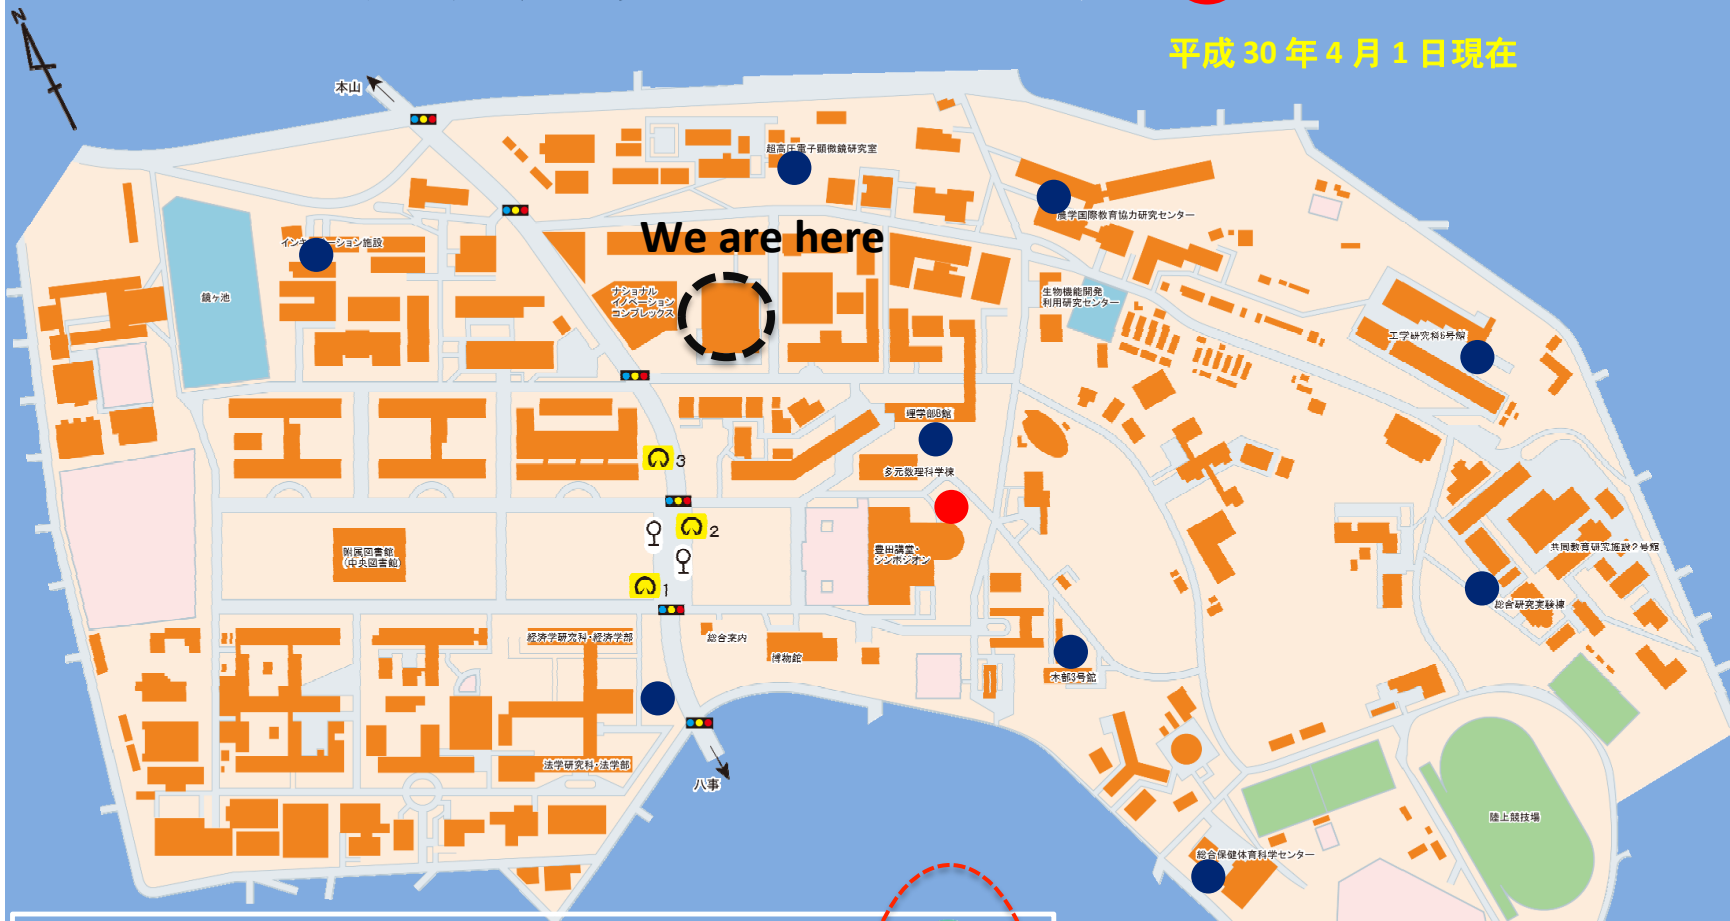 N
平成 30 年 4 月 1 日現在
本山
超高圧電子顕微鏡研究室
農学国際教育協力研究センター
We are here
インキュベーション施設
鏡ヶ池
ナショナル
イノベーション
コンプレックス
生物機能開発
利用研究センター
工学研究科6号館
理学部B館
3
多元数理科学棟
2
附属図書館
(中央図書館)
豊田講堂・
シンポジオン
共同教育研究施設2号館
1
総合研究実験棟
経済学研究科・経済学部
総合案内
博物館
木部3号館
法学研究科・法学部
八事
陸上競技場
総合保健体育科学センター